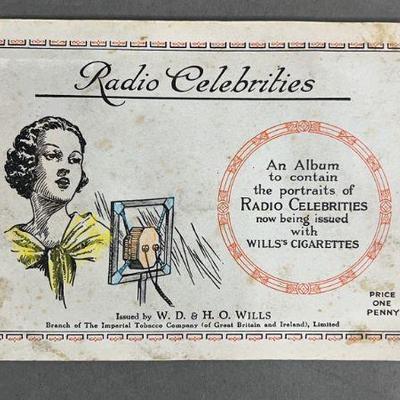 Radio Celebrities
An Album
to contain
the portraits of
RADIO CELEBRITIES
now being issued
with
WILLS'S CIGARETTES
PRICE
ONE
PENNY
Issued by W. D. & H. O. WILLS
Branch of The Imperial Tobacco Company (of Great Britain and Ireland), Limited